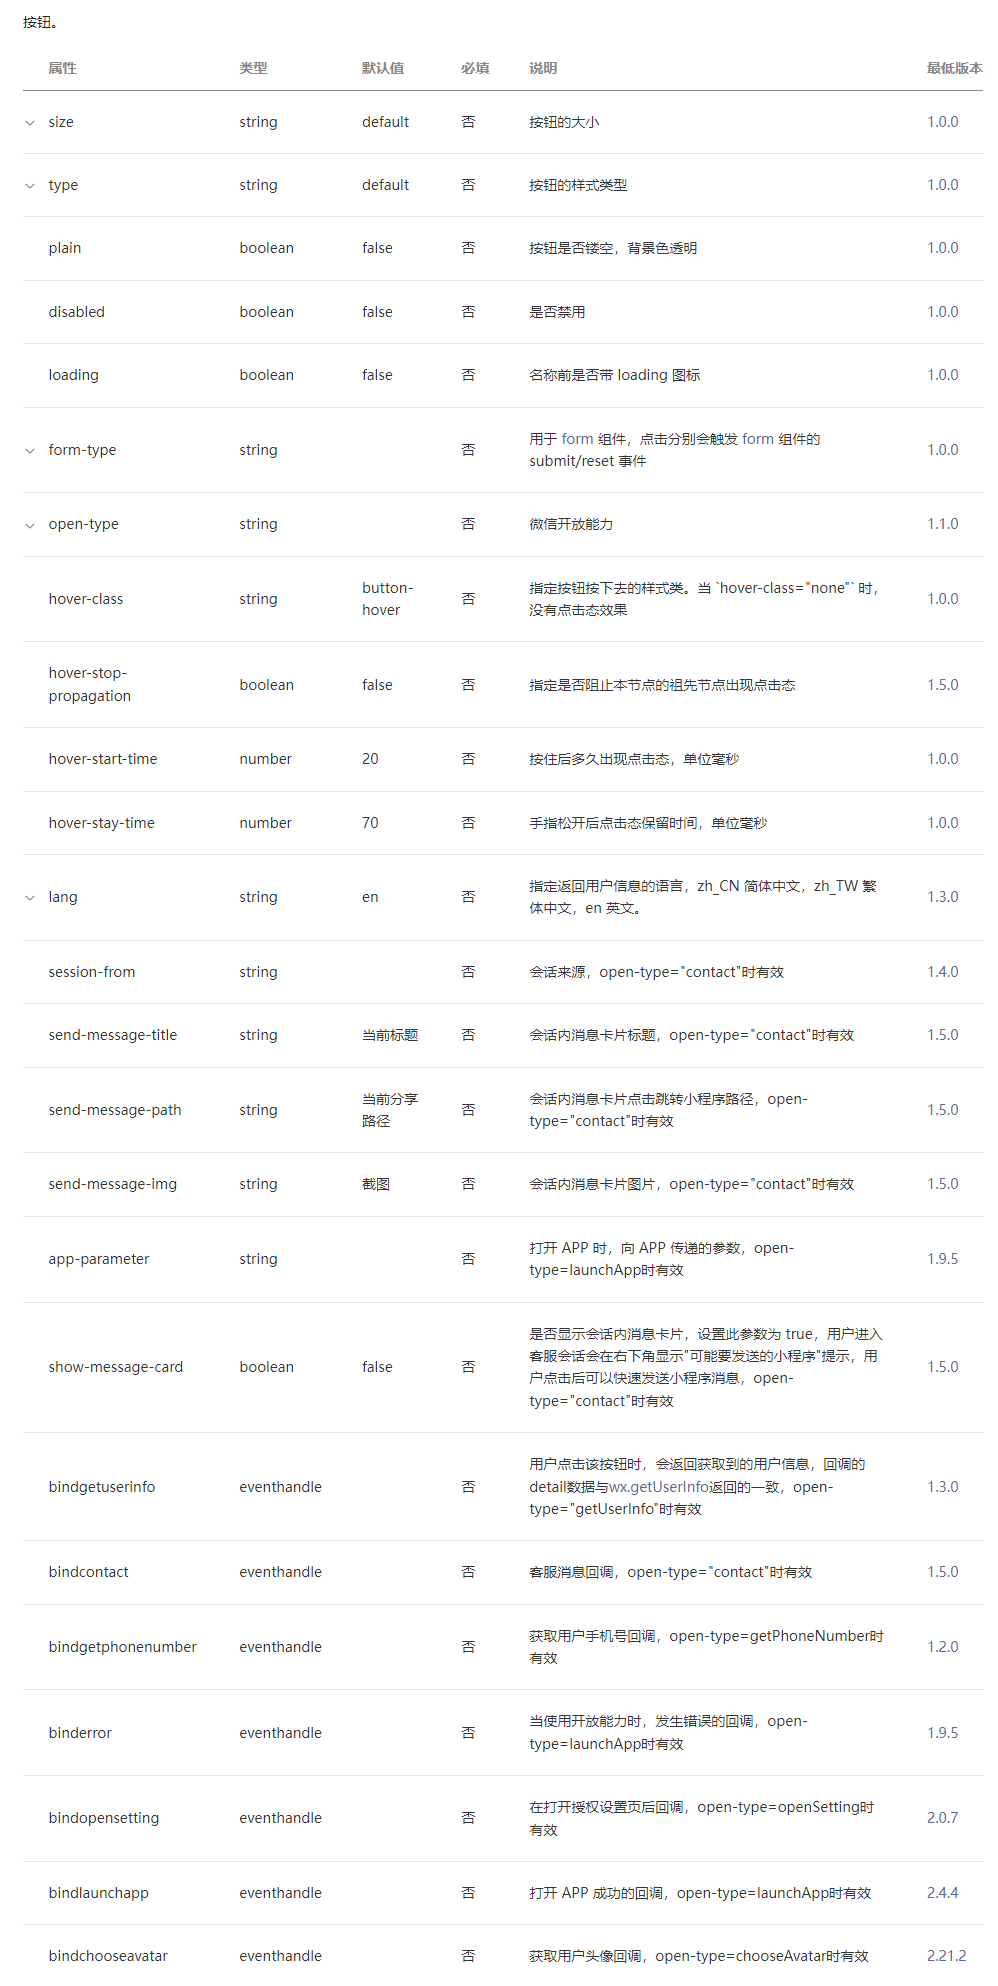 按钮。
属性 类型 默认值 必填 说明 最低版本
size string default 否 按钮的大小 1.0.0
type string default 否 按钮的样式类型 1.0.0
plain boolean false 否 按钮是否镂空，背景色透明 1.0.0
disabled boolean false 否 是否禁用 1.0.0
loading boolean false 否 名称前是否带 loading 图标 1.0.0
form-type string 否 用于 form 组件，点击分别会触发 form 组件的
submit/reset 事件 1.0.0
open-type string 否 微信开放能力 1.1.0
hover-class string button-
hover 否 指定按钮按下去的样式类。当 `hover-class="none"` 时，
没有点击态效果 1.0.0
hover-stop-
propagation boolean false 否 指定是否阻止本节点的祖先节点出现点击态 1.5.0
hover-start-time number 20 否 按住后多久出现点击态，单位毫秒 1.0.0
hover-stay-time number 70 否 手指松开后点击态保留时间，单位毫秒 1.0.0
lang string en 否 指定返回用户信息的语言，zh_CN 简体中文，zh_TW 繁
体中文，en 英文。 1.3.0
session-from string 否 会话来源，open-type="contact"时有效 1.4.0
send-message-title string 当前标题 否 会话内消息卡片标题，open-type="contact"时有效 1.5.0
send-message-path string 当前分享
路径 否 会话内消息卡片点击跳转小程序路径，open-
type="contact"时有效 1.5.0
send-message-img string 截图 否 会话内消息卡片图片，open-type="contact"时有效 1.5.0
app-parameter string 否 打开 APP 时，向 APP 传递的参数，open-
type=launchApp时有效 1.9.5
show-message-card boolean false 否 是否显示会话内消息卡片，设置此参数为 true，用户进入
客服会话会在右下角显示"可能要发送的小程序"提示，用
户点击后可以快速发送小程序消息，open-
type="contact"时有效 1.5.0
bindgetuserinfo eventhandle 否 用户点击该按钮时，会返回获取到的用户信息，回调的
detail数据与wx.getUserInfo返回的一致，open-
type="getUserInfo"时有效 1.3.0
bindcontact eventhandle 否 客服消息回调，open-type="contact"时有效 1.5.0
bindgetphonenumber eventhandle 否 获取用户手机号回调，open-type=getPhoneNumber时
有效 1.2.0
binderror eventhandle 否 当使用开放能力时，发生错误的回调，open-
type=launchApp时有效 1.9.5
bindopensetting eventhandle 否 在打开授权设置页后回调，open-type=openSetting时
有效 2.0.7
bindlaunchapp eventhandle 否 打开 APP 成功的回调，open-type=launchApp时有效 2.4.4
bindchooseavatar eventhandle 否 获取用户头像回调，open-type=chooseAvatar时有效 2.21.2